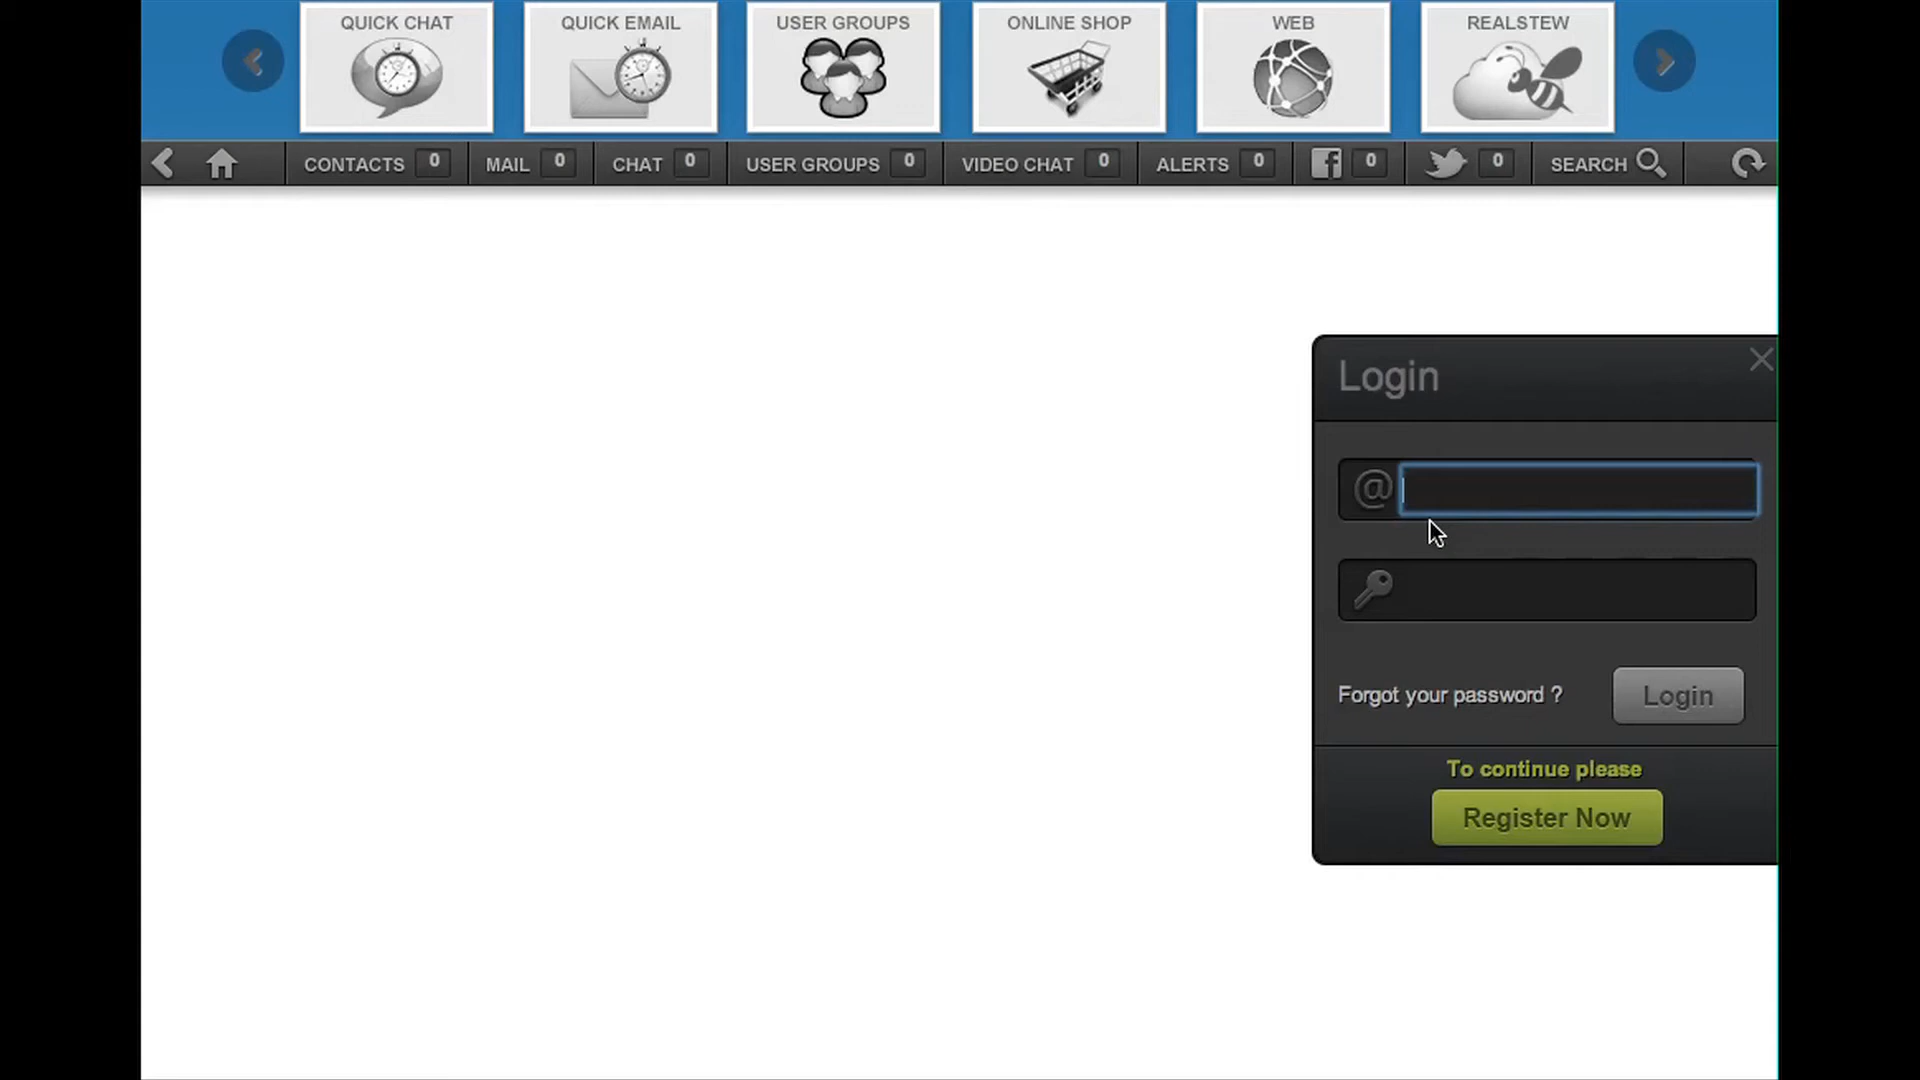 QUICK CHAT
QUICK EMAIL
USER GROUPS
ONLINE SHOP
WEB
REALSTEW
CONTACTS 0
MAIL 0
CHAT 0
USER GROUPS 0
VIDEO CHAT 0
ALERTS 0
f 0
0
SEARCH
Login
@
Forgot your password ?
Login
To continue please
Register Now